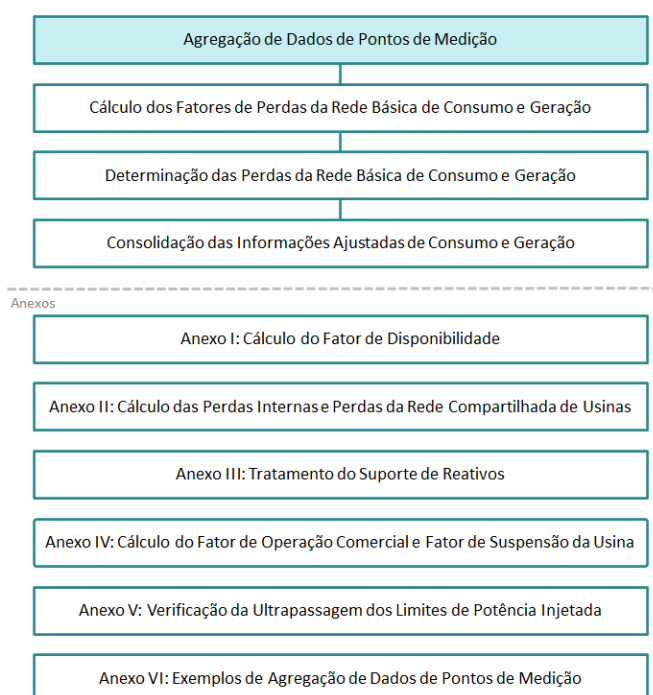 Agregação de Dados de Pontos de Medição
Cálculo dos Fatores de Perdas da Rede Básica de Consumo e Geração
Determinação das Perdas da Rede Básica de Consumo e Geração
Consolidação das Informações Ajustadas de Consumo e Geração
Anexos
Anexo I: Cálculo do Fator de Disponibilidade
Anexo II: Cálculo das Perdas Internas e Perdas da Rede Compartilhada de Usinas
Anexo III: Tratamento do Suporte de Reativos
Anexo IV: Cálculo do Fator de Operação Comercial e Fator de Suspensão da Usina
Anexo V: Verificação da Ultrapassagem dos Limites de Potência Injetada
Anexo VI: Exemplos de Agregação de Dados de Pontos de Medição